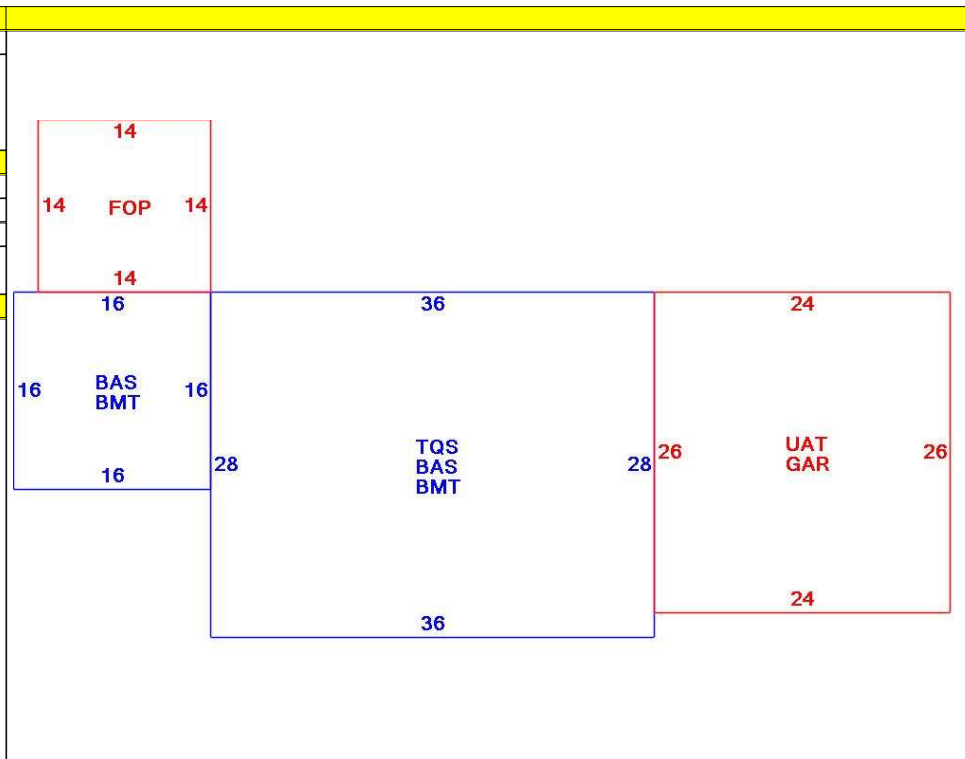 14
14 FOP 14
14
16
36
24
16 BAS 16
BMT
TQS
BAS
BMT
28
28
26 UAT 26
GAR
16
24
36